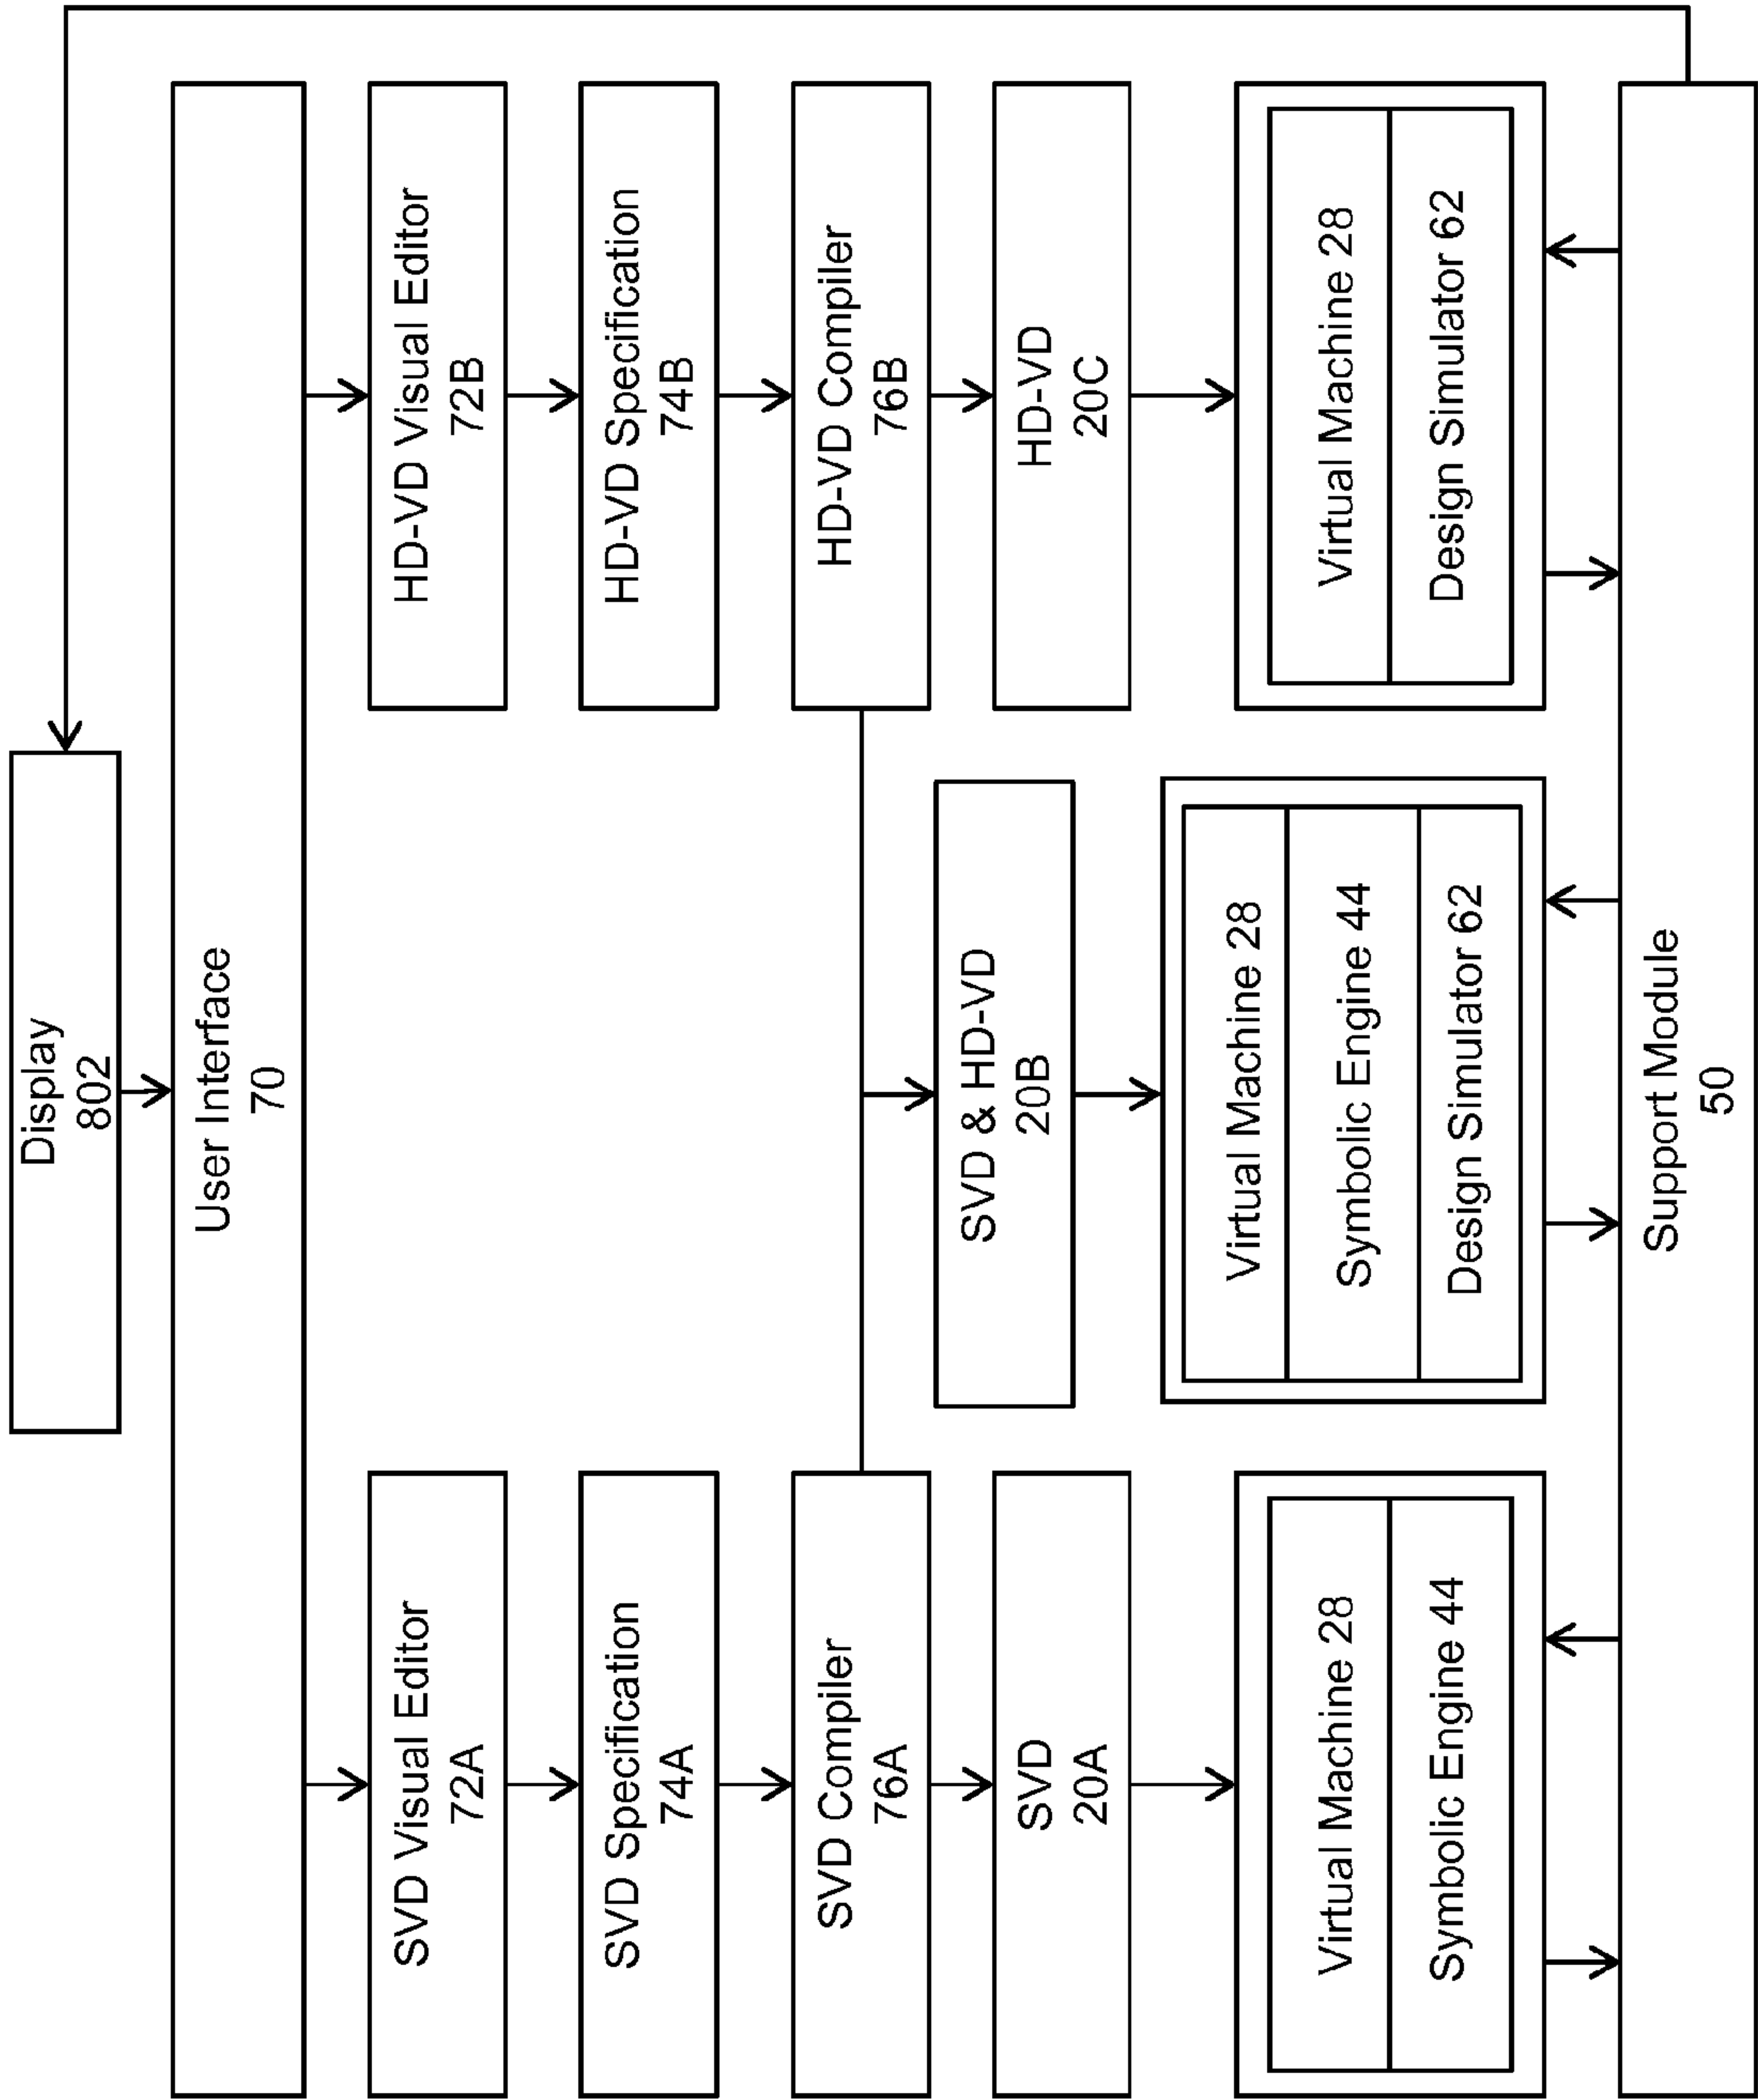 Display
802
User Interface
70
SVD Visual Editor
72A
HD-VD Visual Editor
72B
SVD Specification
74A
HD-VD Specification
74B
SVD Compiler
76A
HD-VD Compiler
76B
SVD
20A
SVD & HD-VD
20B
HD-VD
20C
Virtual Machine 28
Symbolic Engine 44
Virtual Machine 28
Symbolic Engine 44
Design Simulator 62
Virtual Machine 28
Design Simulator 62
Support Module
50